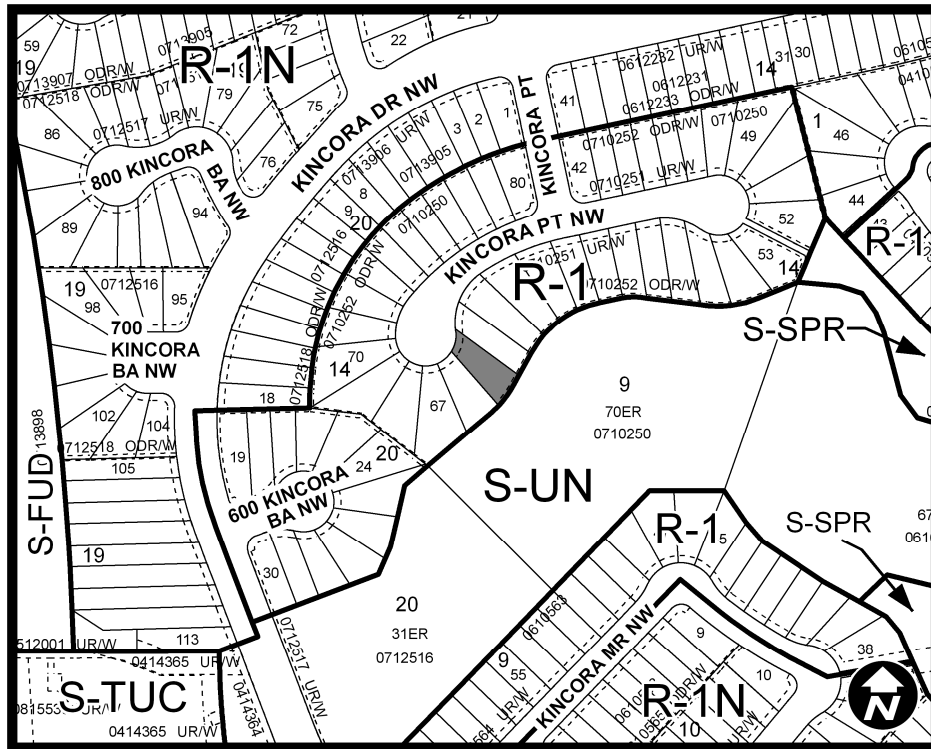 59
19
0713907 ODR/W
0713905
R-1N
72
22
21
0712518 ODR/W
79
75
86
0712517 UR/W
76
800 KINCORA
BA NW
89
94
KINCORA DR NW
0713906 UR/W
0713905
3
2
1
8
9
20
80
KINCORA PT
41
42
0612232 UR/W
0612231
0612233 ODR/W
14
31
30
0710252 ODR/W
0710250
49
1
46
0710251 UR/W
44
43
R-1
52
53
14
KINCORA PT NW
0710250
0712516
ODR/W
0710252
0712518 ODR/W
R-1
0710252 ODR/W
S-SPR
19
98
0712516
95
700
KINCORA
BA NW
14
70
67
18
102
104
0712518 ODR/W
105
S-FUD
19
113
19
24
20
600 KINCORA
BA NW
30
9
70ER
0710250
S-UN
S-SPR
R-1
5
67
20
31ER
0712516
0610563
9
55
KINCORA MR NW
9
10
R-1N
10
38
N
512001 UR/W
0414365 UR/W
S-TUC
0414365 UR/W
0414364
0712517 UR/W